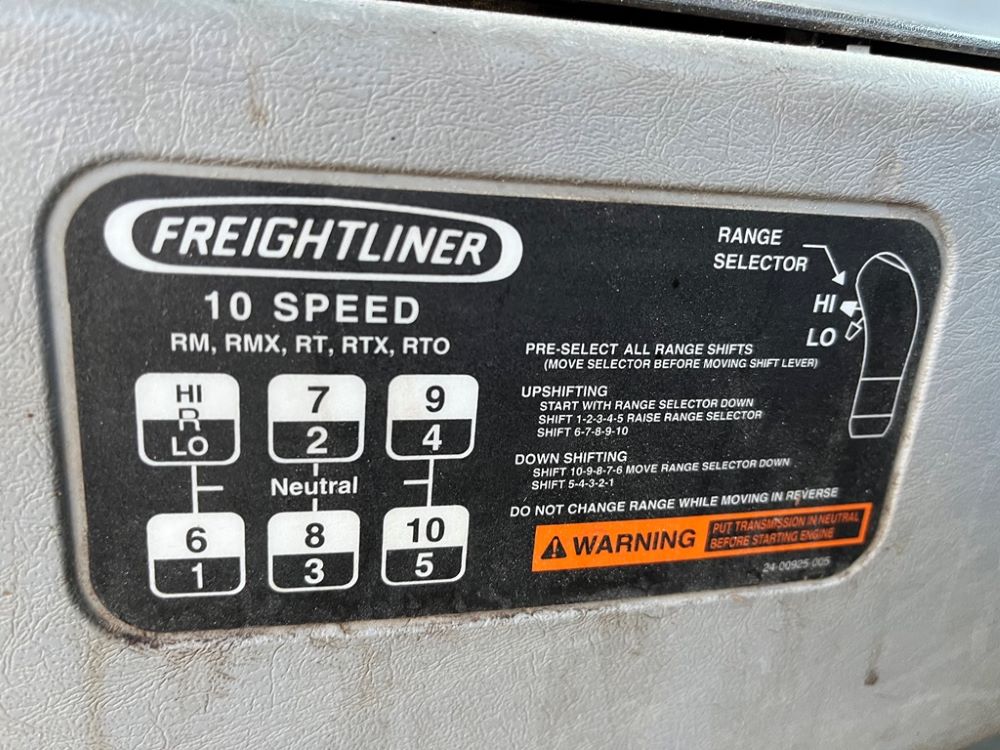 FREIGHTLINER
10 SPEED
RM, RMX, RT, RTX, RTO
HI
R
LO
7
2
9
4
Neutral
6
1
8
3
10
5
RANGE
SELECTOR
HI
LO
PRE-SELECT ALL RANGE SHIFTS
(MOVE SELECTOR BEFORE MOVING SHIFT LEVER)
UPSHIFTING
START WITH RANGE SELECTOR DOWN
SHIFT 1-2-3-4-5 RAISE RANGE SELECTOR
SHIFT 6-7-8-9-10
DOWN SHIFTING
SHIFT 10-9-8-7-6 MOVE RANGE SELECTOR DOWN
SHIFT 5-4-3-2-1
DO NOT CHANGE RANGE WHILE MOVING IN REVERSE
WARNING
PUT TRANSMISSION IN NEUTRAL
BEFORE STARTING ENGINE
24-00925-005